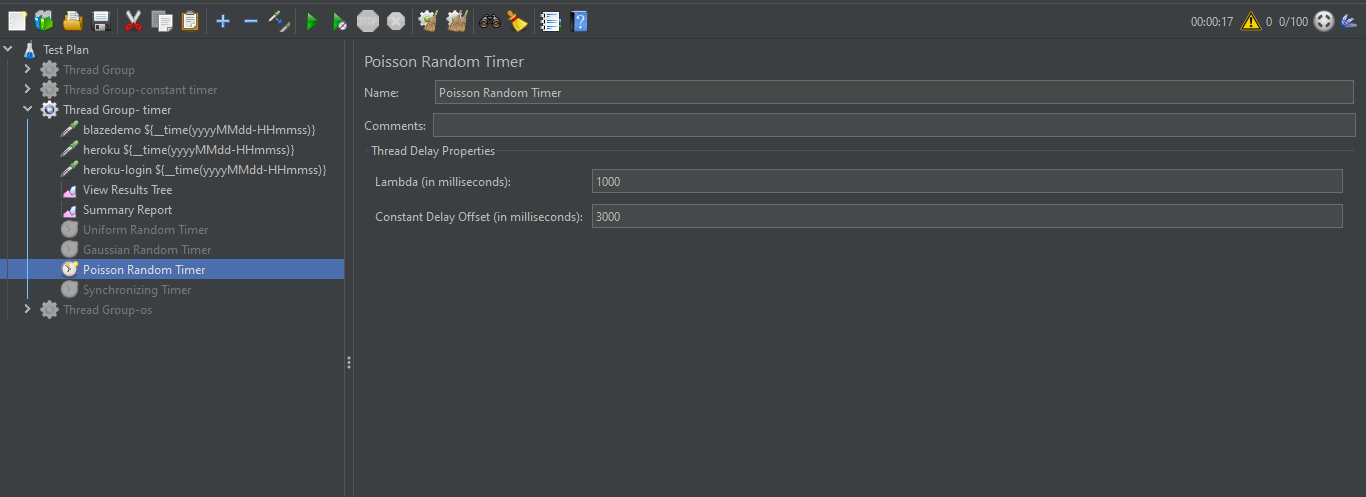 00:00:17 0 0/100
Test Plan
Thread Group
Thread Group-constant timer
Thread Group- timer
blazedemo ${__time(yyyyMMdd-HHmmss)}
heroku ${__time(yyyyMMdd-HHmmss)}
heroku-login ${__time(yyyyMMdd-HHmmss)}
View Results Tree
Summary Report
Uniform Random Timer
Gaussian Random Timer
Poisson Random Timer
Synchronizing Timer
Thread Group-os
Poisson Random Timer
Name: Poisson Random Timer
Comments:
Thread Delay Properties
Lambda (in milliseconds): 1000
Constant Delay Offset (in milliseconds): 3000